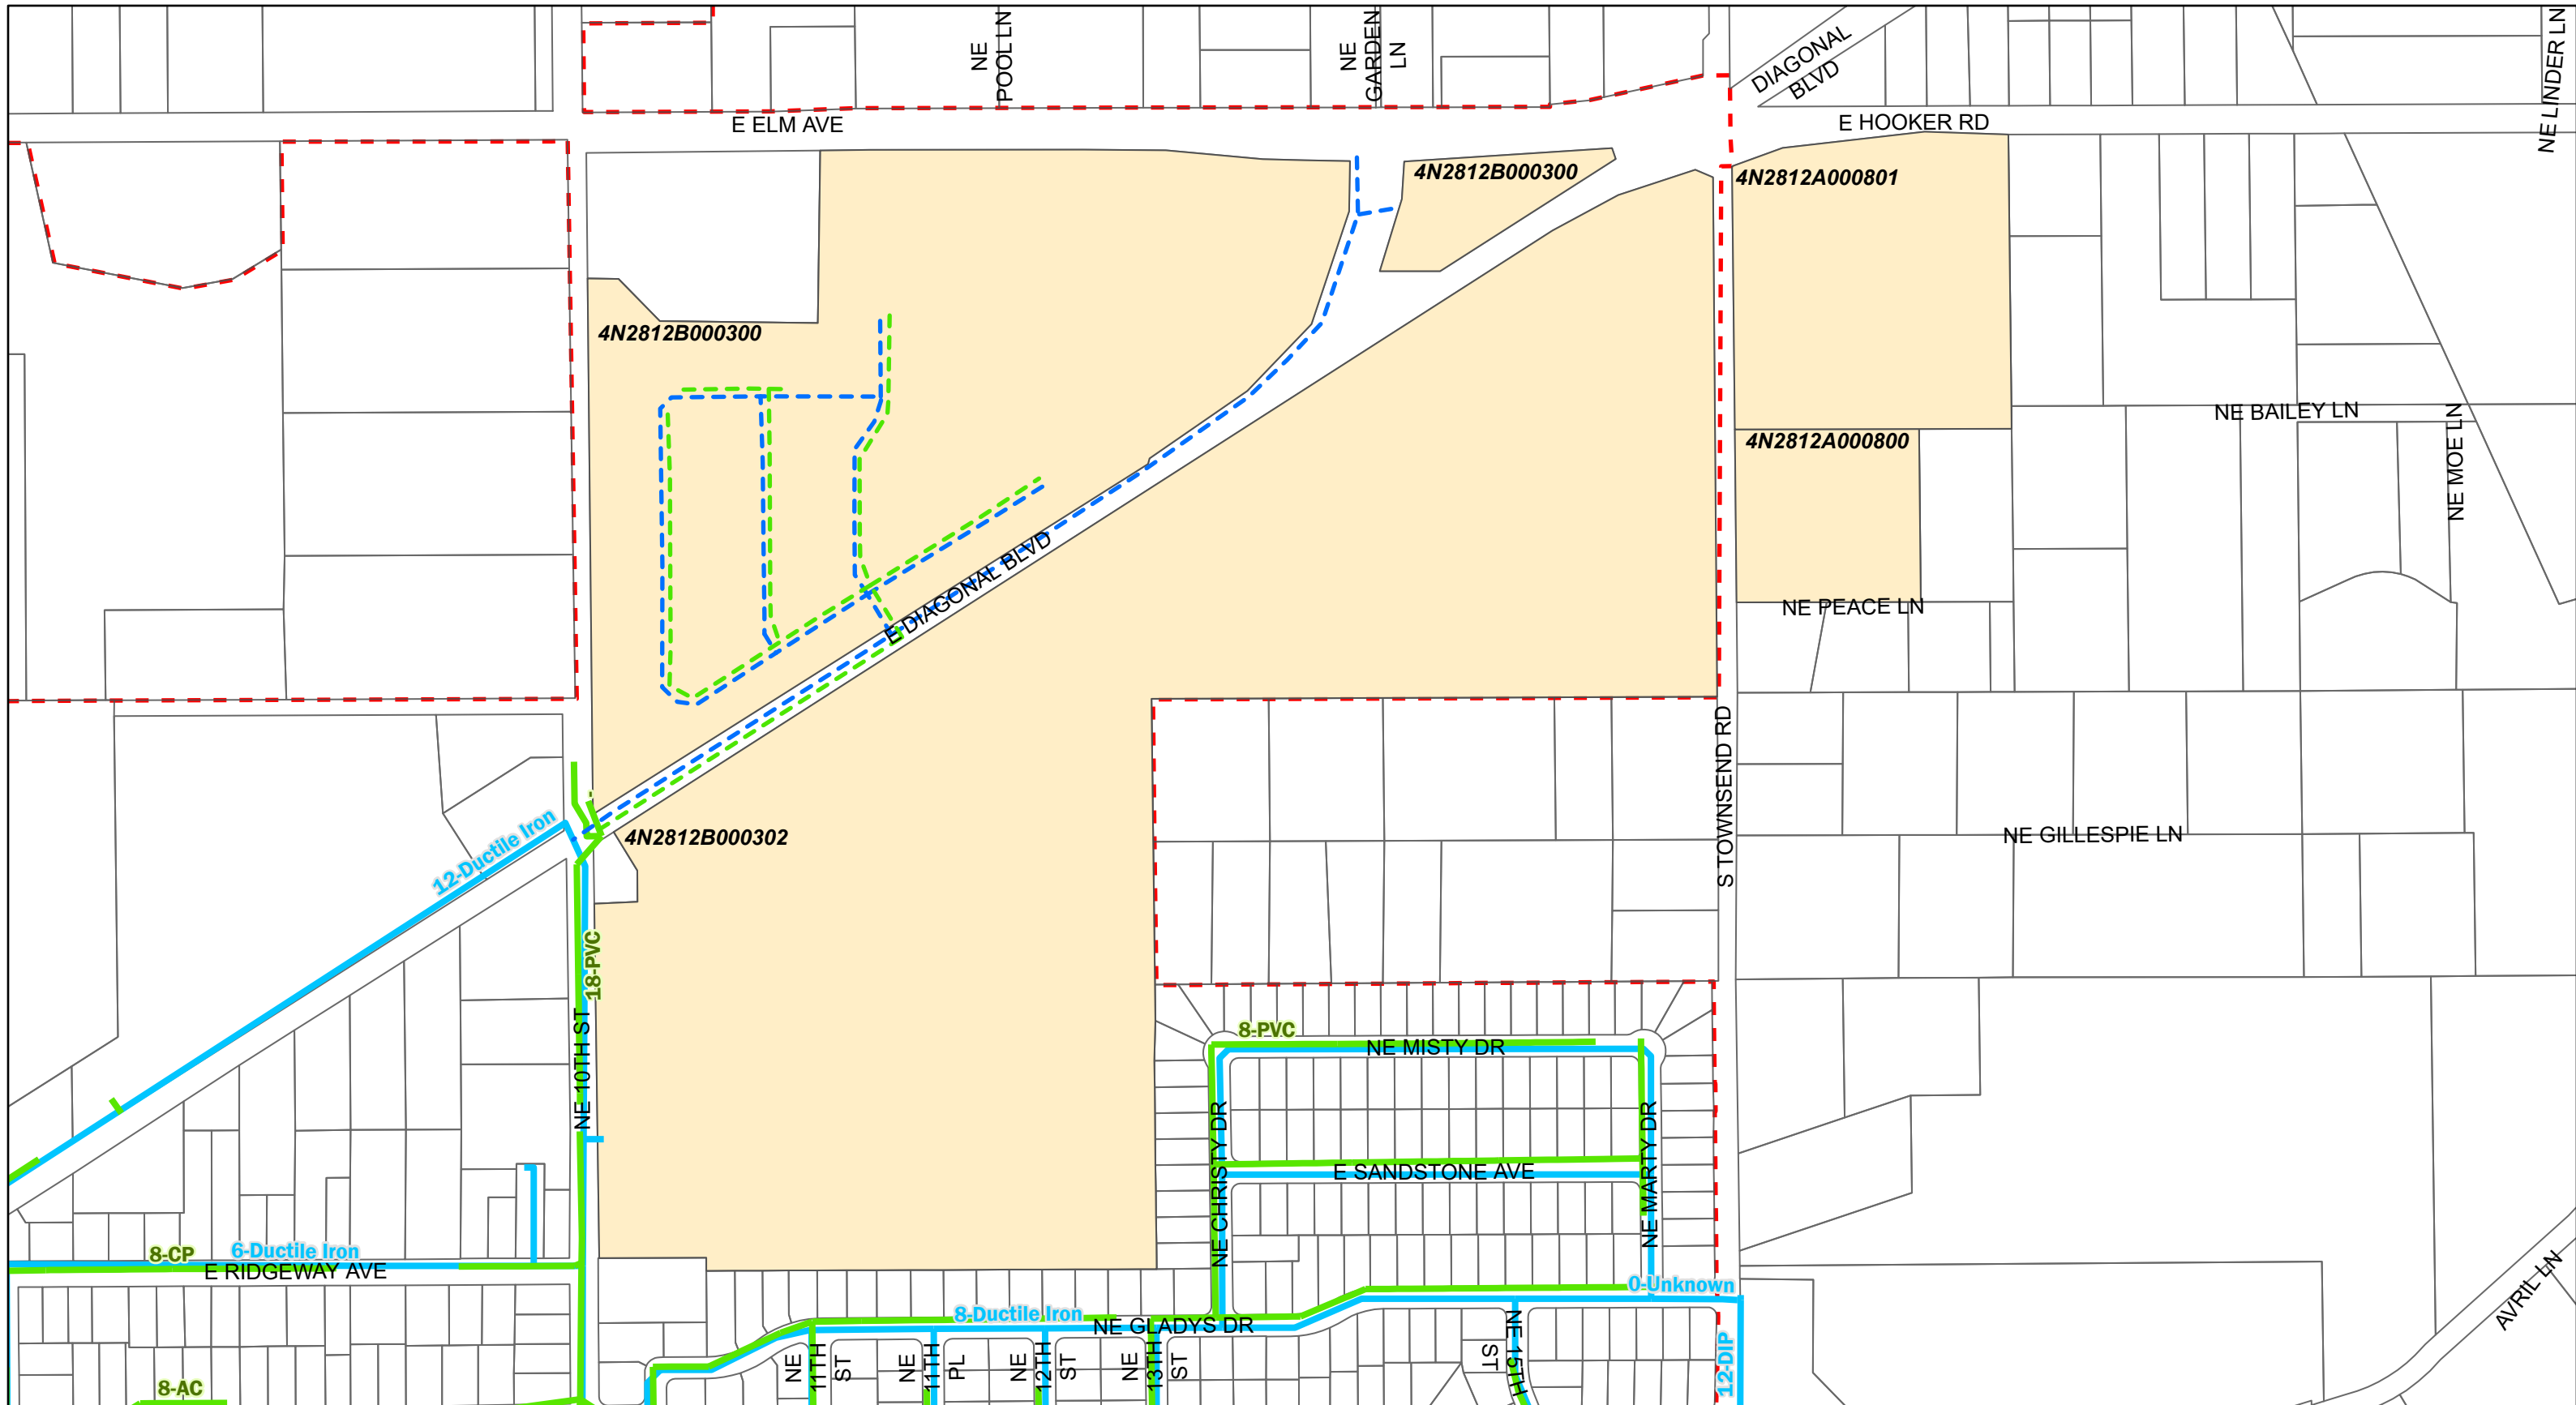 NE
POOL LN
NE
GARDEN
LN
DIAGONAL
BLVD
NE LINDER LN
E ELM AVE
E HOOKER RD
4N2812B000300
4N2812A000801
4N2812B000300
NE BAILEY LN
4N2812A000800
NE MOE LN
E DIAGONAL BLVD
NE PEACE LN
S TOWNSEND RD
12-Ductile Iron
4N2812B000302
NE GILLESPIE LN
18-PVC
NE 10TH ST
8-PVC
NE MISTY DR
NE CHRISTY DR
E SANDSTONE AVE
NE MARTY DR
8-CP
6-Ductile Iron
E RIDGEWAY AVE
0-Unknown
8-Ductile Iron
NE GLADYS DR
AVRIL LN
NE
11TH
ST
NE
11TH
PL
NE
12TH
ST
NE
13TH
ST
NE 15TH
ST
12-DIP
8-AC